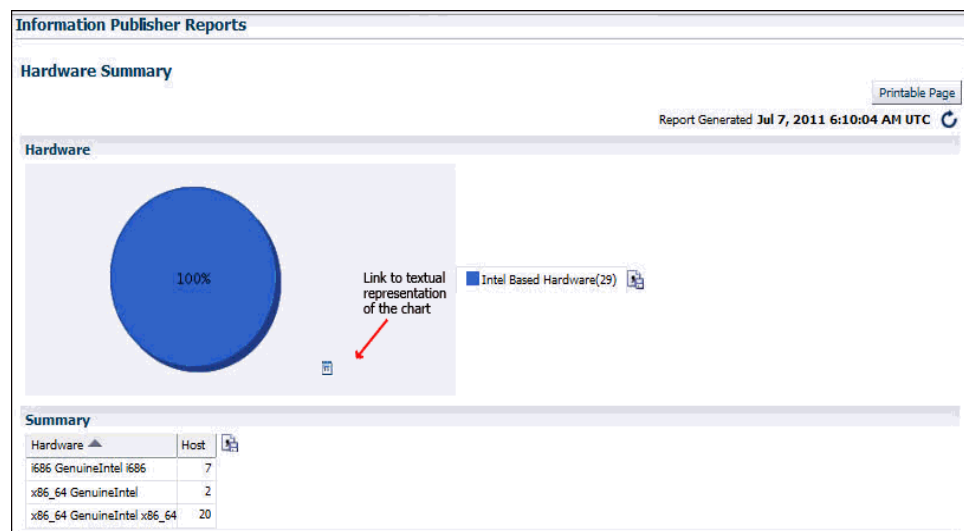 Information Publisher Reports
Hardware Summary
Printable Page
Report Generated Jul 7, 2011 6:10:04 AM UTC
Hardware
100%
Link to textual
representation
of the chart
Intel Based Hardware(29)
Summary
Hardware Host
i686 GenuineIntel i686 7
x86_64 GenuineIntel 2
x86_64 GenuineIntel x86_64 20